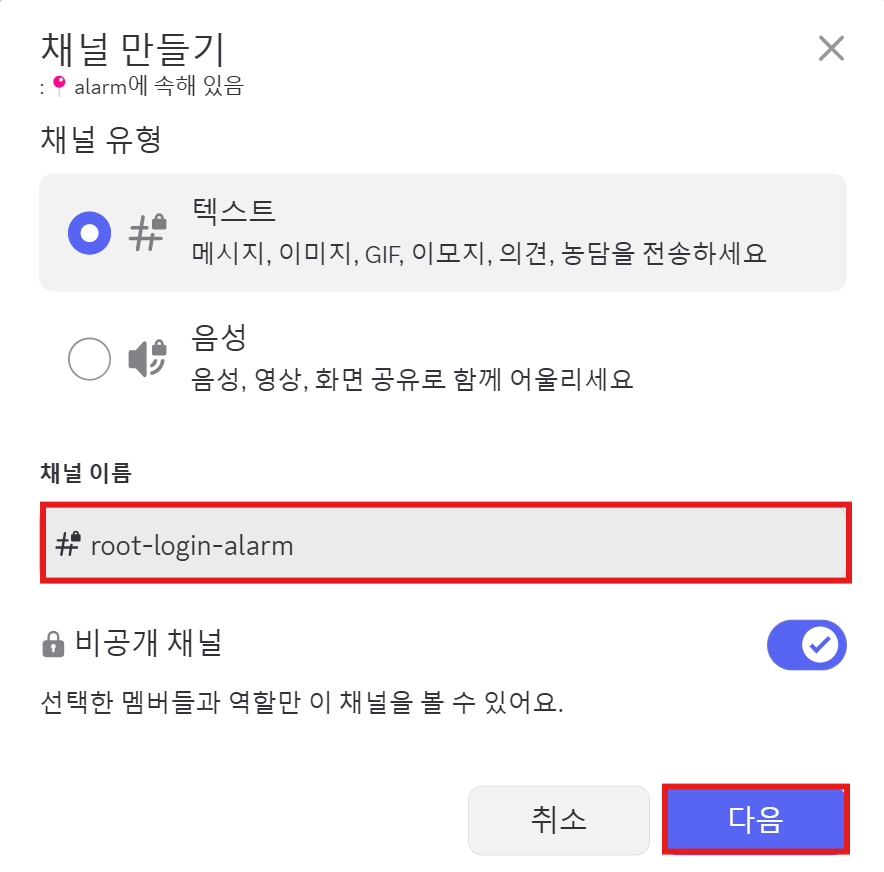 채널 만들기
: 📍 alarm에 속해 있음
채널 유형
텍스트
메시지, 이미지, GIF, 이모지, 의견, 농담을 전송하세요
음성
음성, 영상, 화면 공유로 함께 어울리세요
채널 이름
# root-login-alarm
비공개 채널
선택한 멤버들과 역할만 이 채널을 볼 수 있어요.
취소
다음